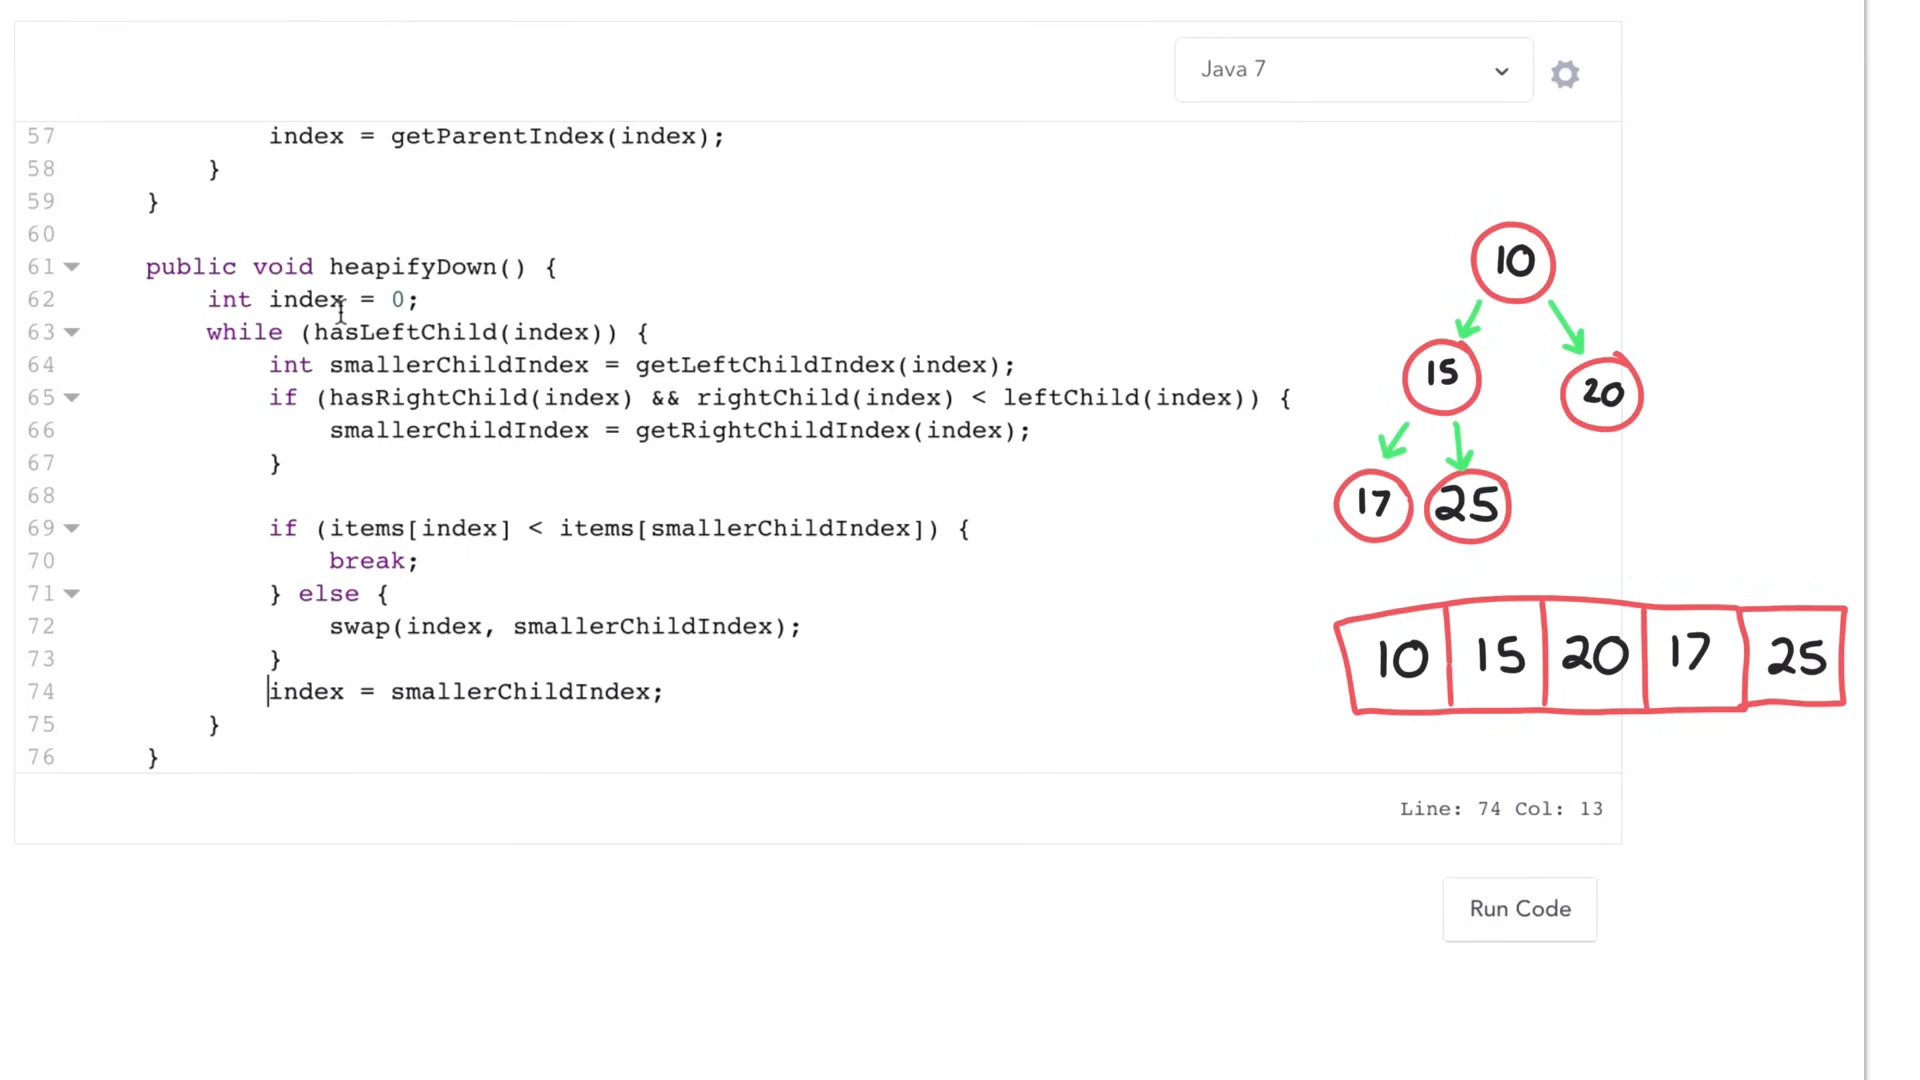 Java 7
57 index = getParentIndex(index);
58 }
59 }
60
61 public void heapifyDown() {
62 int index = 0;
63 while (hasLeftChild(index)) {
64 int smallerChildIndex = getLeftChildIndex(index);
65 if (hasRightChild(index) && rightChild(index) < leftChild(index)) {
66 smallerChildIndex = getRightChildIndex(index);
67 }
68
69 if (items[index] < items[smallerChildIndex]) {
70 break;
71 } else {
72 swap(index, smallerChildIndex);
73 }
74 index = smallerChildIndex;
75 }
76 }
10
15
20
17
25
10 15 20 17 25
Line: 74 Col: 13
Run Code